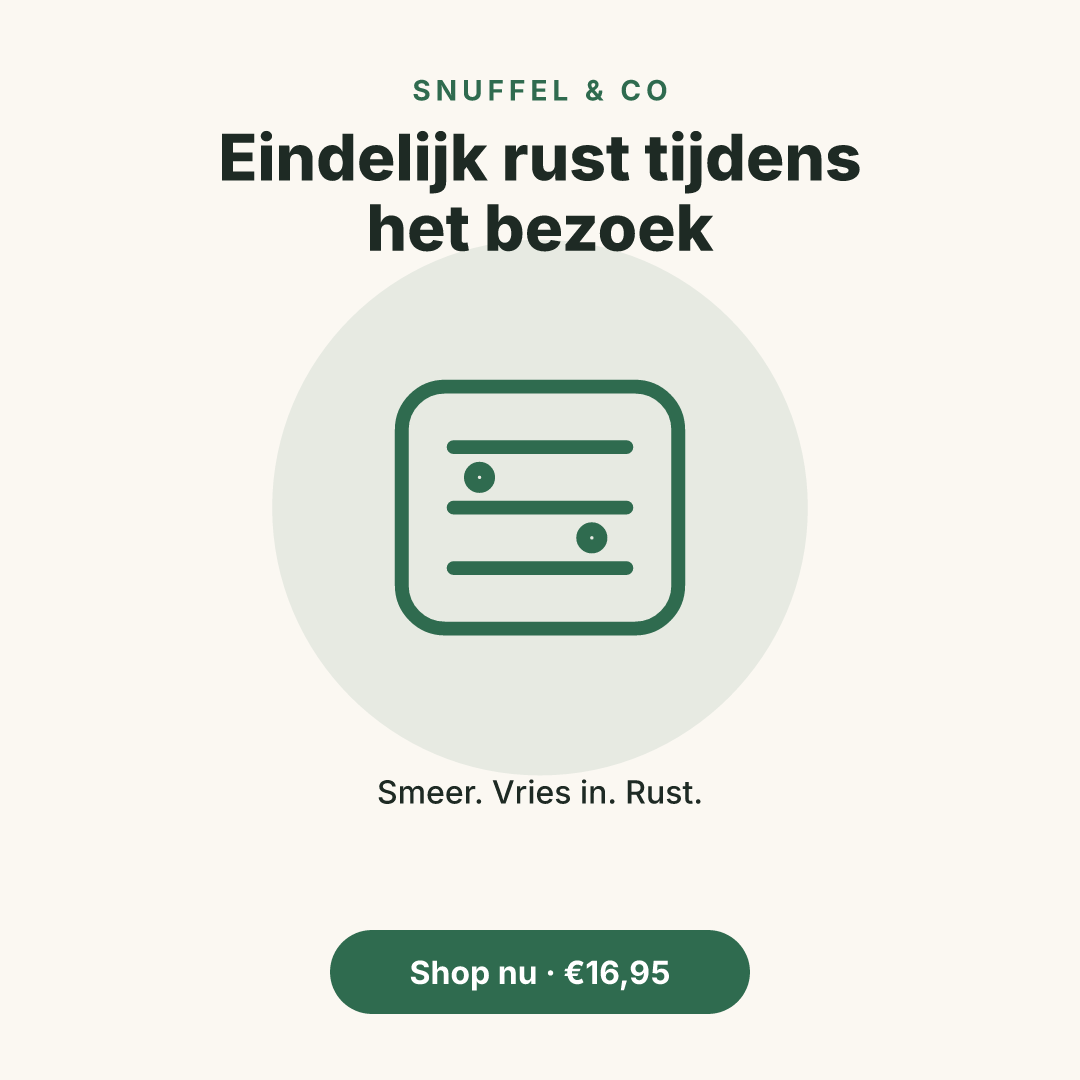 SNUFFEL & CO
Eindelijk rust tijdens
het bezoek
Smeer. Vries in. Rust.
Shop nu · €16,95